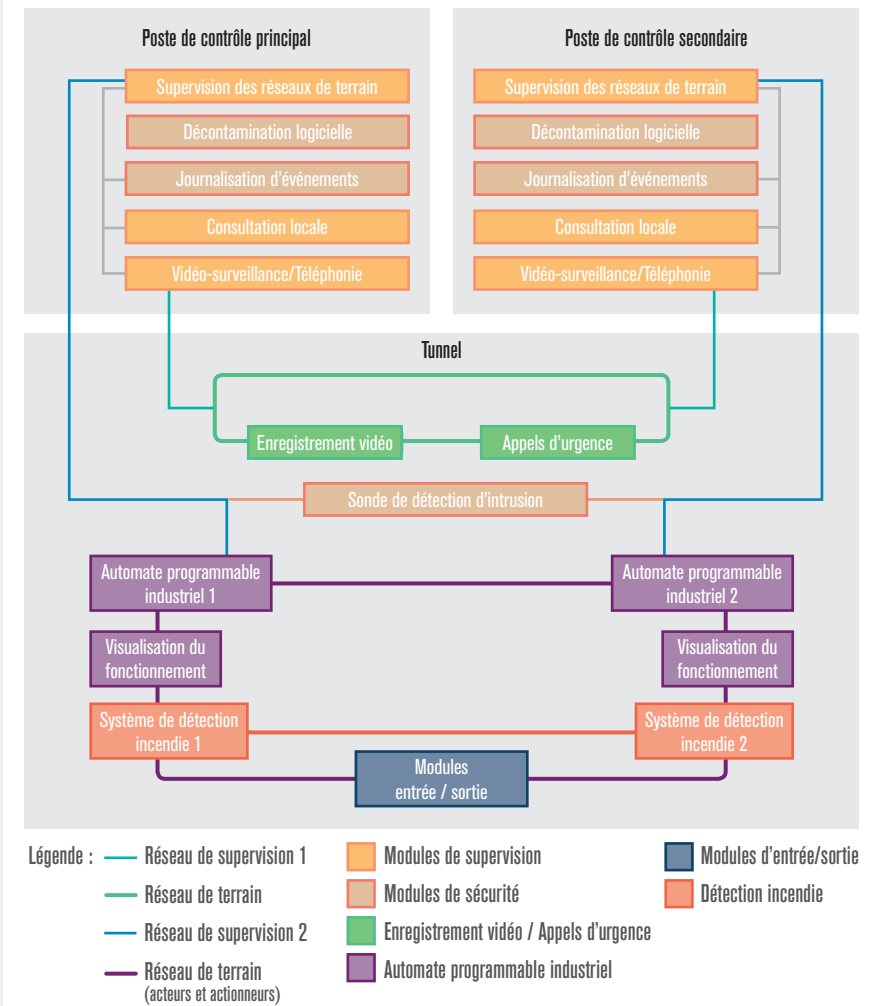 Poste de contrôle principal
Supervision des réseaux de terrain
Décontamination logicielle
Journalisation d'événements
Consultation locale
Vidéo-surveillance/Téléphonie
Poste de contrôle secondaire
Supervision des réseaux de terrain
Décontamination logicielle
Journalisation d'événements
Consultation locale
Vidéo-surveillance/Téléphonie
Tunnel
Enregistrement vidéo
Appels d'urgence
Sonde de détection d'intrusion
Automate programmable
industriel 1
Automate programmable
industriel 2
Visualisation du
fonctionnement
Visualisation du
fonctionnement
Système de détection
incendie 1
Système de détection
incendie 2
Modules
entrée / sortie
Légende :
Réseau de supervision 1
Réseau de terrain
Réseau de supervision 2
Réseau de terrain
(acteurs et actionneurs)
Modules de supervision
Modules de sécurité
Enregistrement vidéo / Appels d'urgence
Automate programmable industriel
Modules d'entrée/sortie
Détection incendie